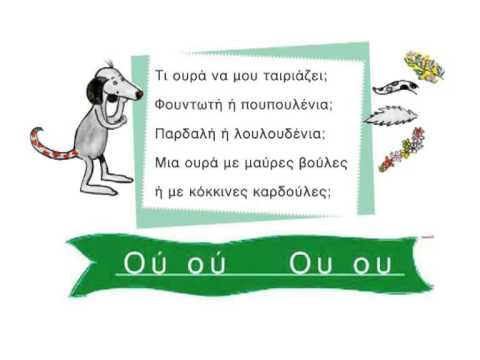 Τι ουρά να μου ταιριάζει;
Φουντωτή ή πουπουλένια;
Παρδαλή ή λουλουδένια;
Μια ουρά με μαύρες βούλες
ή με κόκκινες καρδούλες;
Ού ού Ου ου